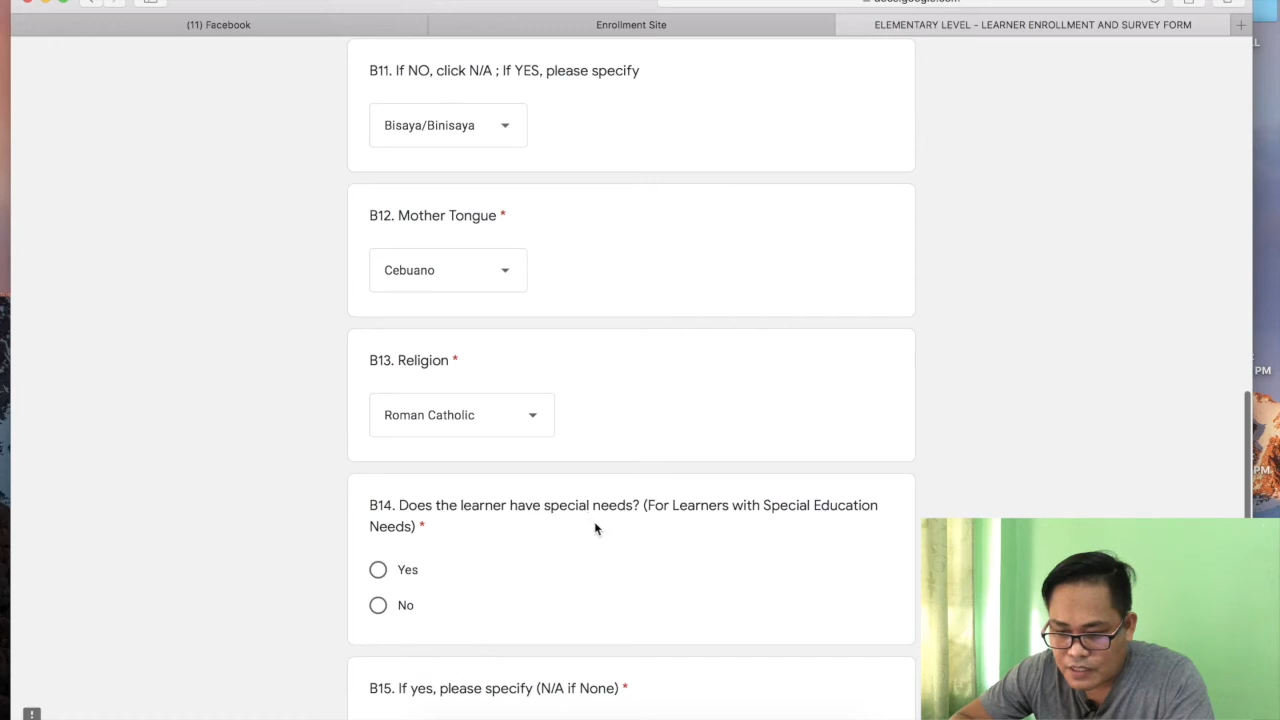 (11) Facebook
Enrollment Site
ELEMENTARY LEVEL - LEARNER ENROLLMENT AND SURVEY FORM
B11. If NO, click N/A ; If YES, please specify
Bisaya/Binisaya
B12. Mother Tongue *
Cebuano
B13. Religion *
Roman Catholic
PM
B14. Does the learner have special needs? (For Learners with Special Education
Needs) *
Yes
No
B15. If yes, please specify (N/A if None) *